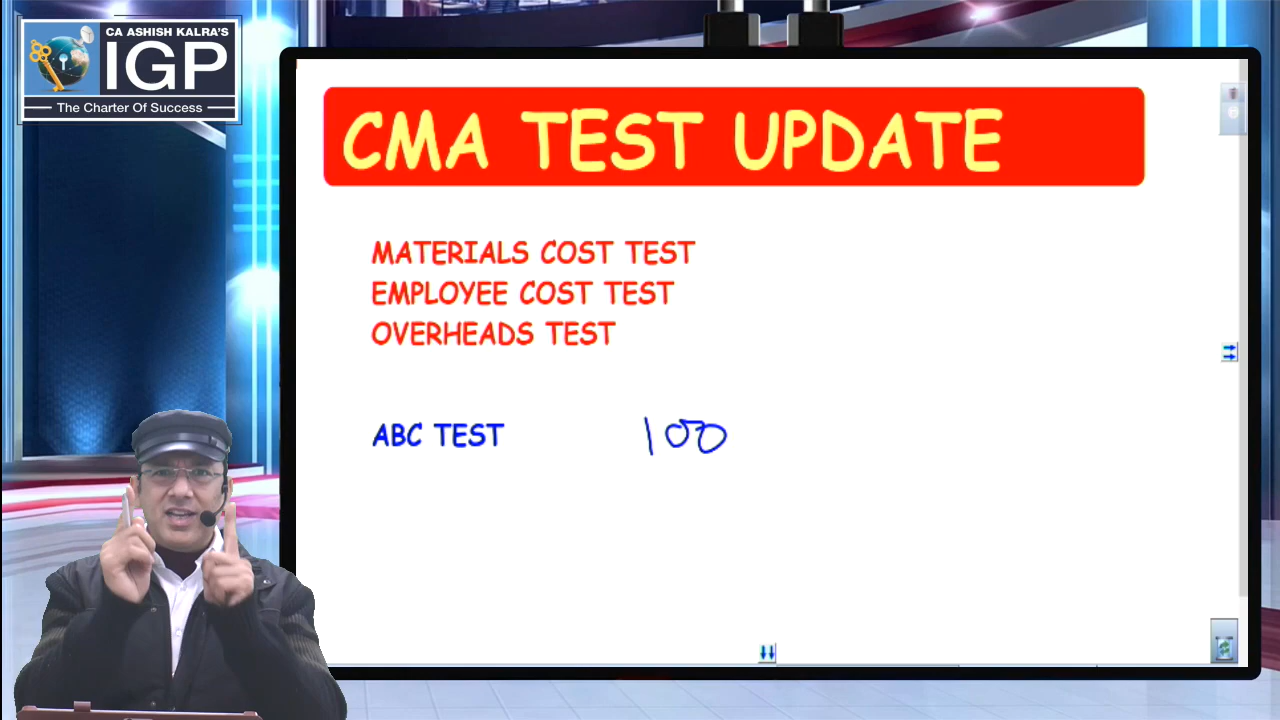 CA ASHISH KALRA'S
IGP
The Charter Of Success
CMA TEST UPDATE
MATERIALS COST TEST
EMPLOYEE COST TEST
OVERHEADS TEST
ABC TEST 100